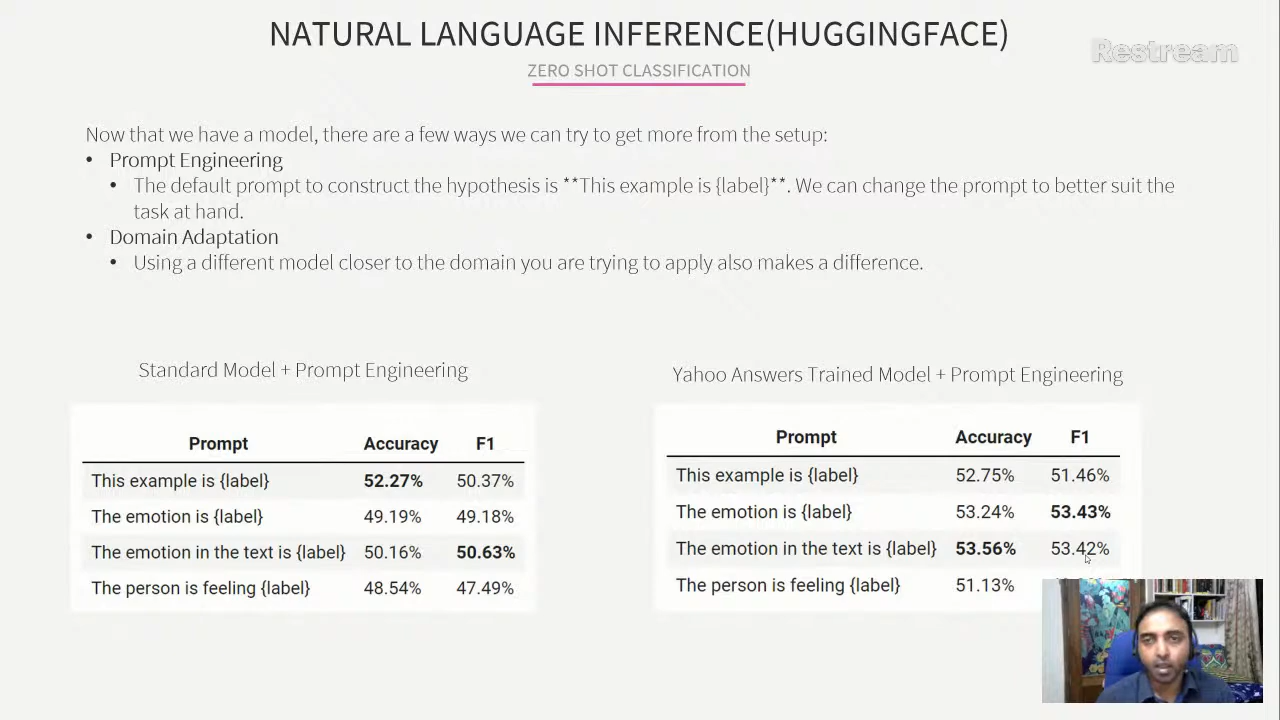 NATURAL LANGUAGE INFERENCE(HUGGINGFACE)
Restream
ZERO SHOT CLASSIFICATION
Now that we have a model, there are a few ways we can try to get more from the setup:
• Prompt Engineering
• The default prompt to construct the hypothesis is **This example is {label}**. We can change the prompt to better suit the
task at hand.
• Domain Adaptation
• Using a different model closer to the domain you are trying to apply also makes a difference.
Standard Model + Prompt Engineering
Prompt Accuracy F1
This example is {label} 52.27% 50.37%
The emotion is {label} 49.19% 49.18%
The emotion in the text is {label} 50.16% 50.63%
The person is feeling {label} 48.54% 47.49%
Yahoo Answers Trained Model + Prompt Engineering
Prompt Accuracy F1
This example is {label} 52.75% 51.46%
The emotion is {label} 53.24% 53.43%
The emotion in the text is {label} 53.56% 53.42%
The person is feeling {label} 51.13%